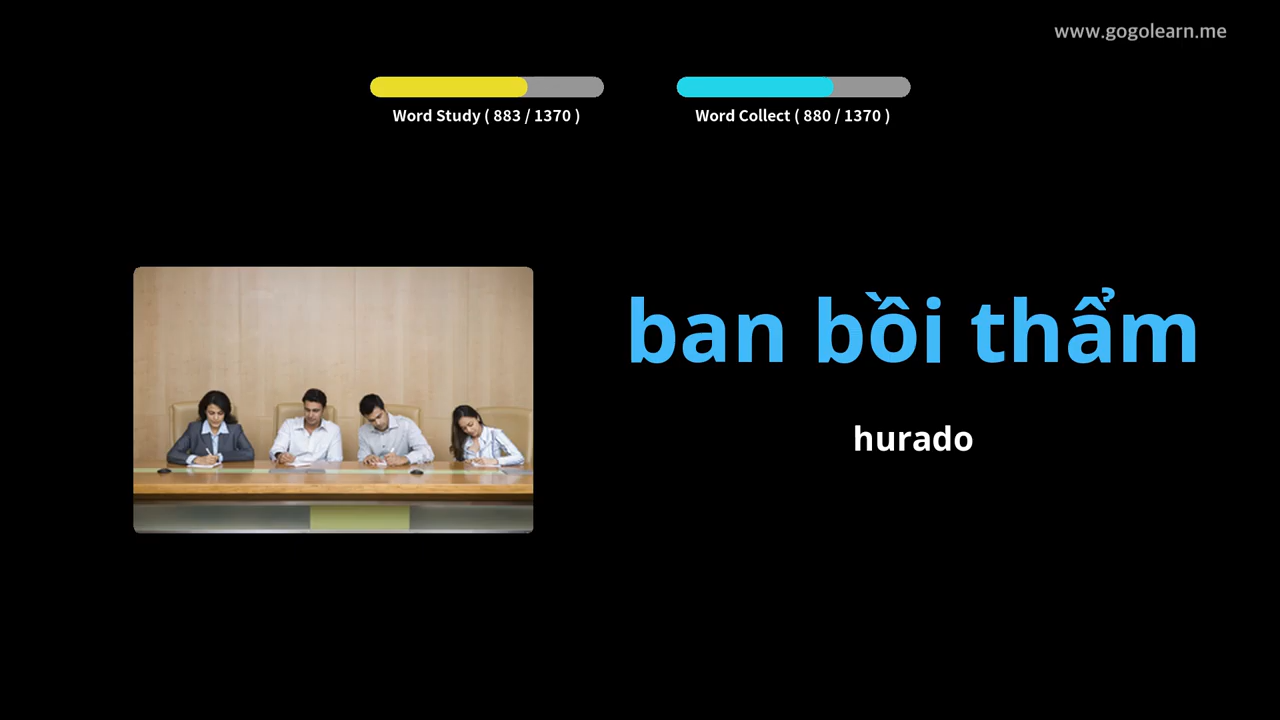 www.gogolearn.me
Word Study ( 883 / 1370 )
Word Collect ( 880 / 1370 )
ban bồi thẩm
hurado